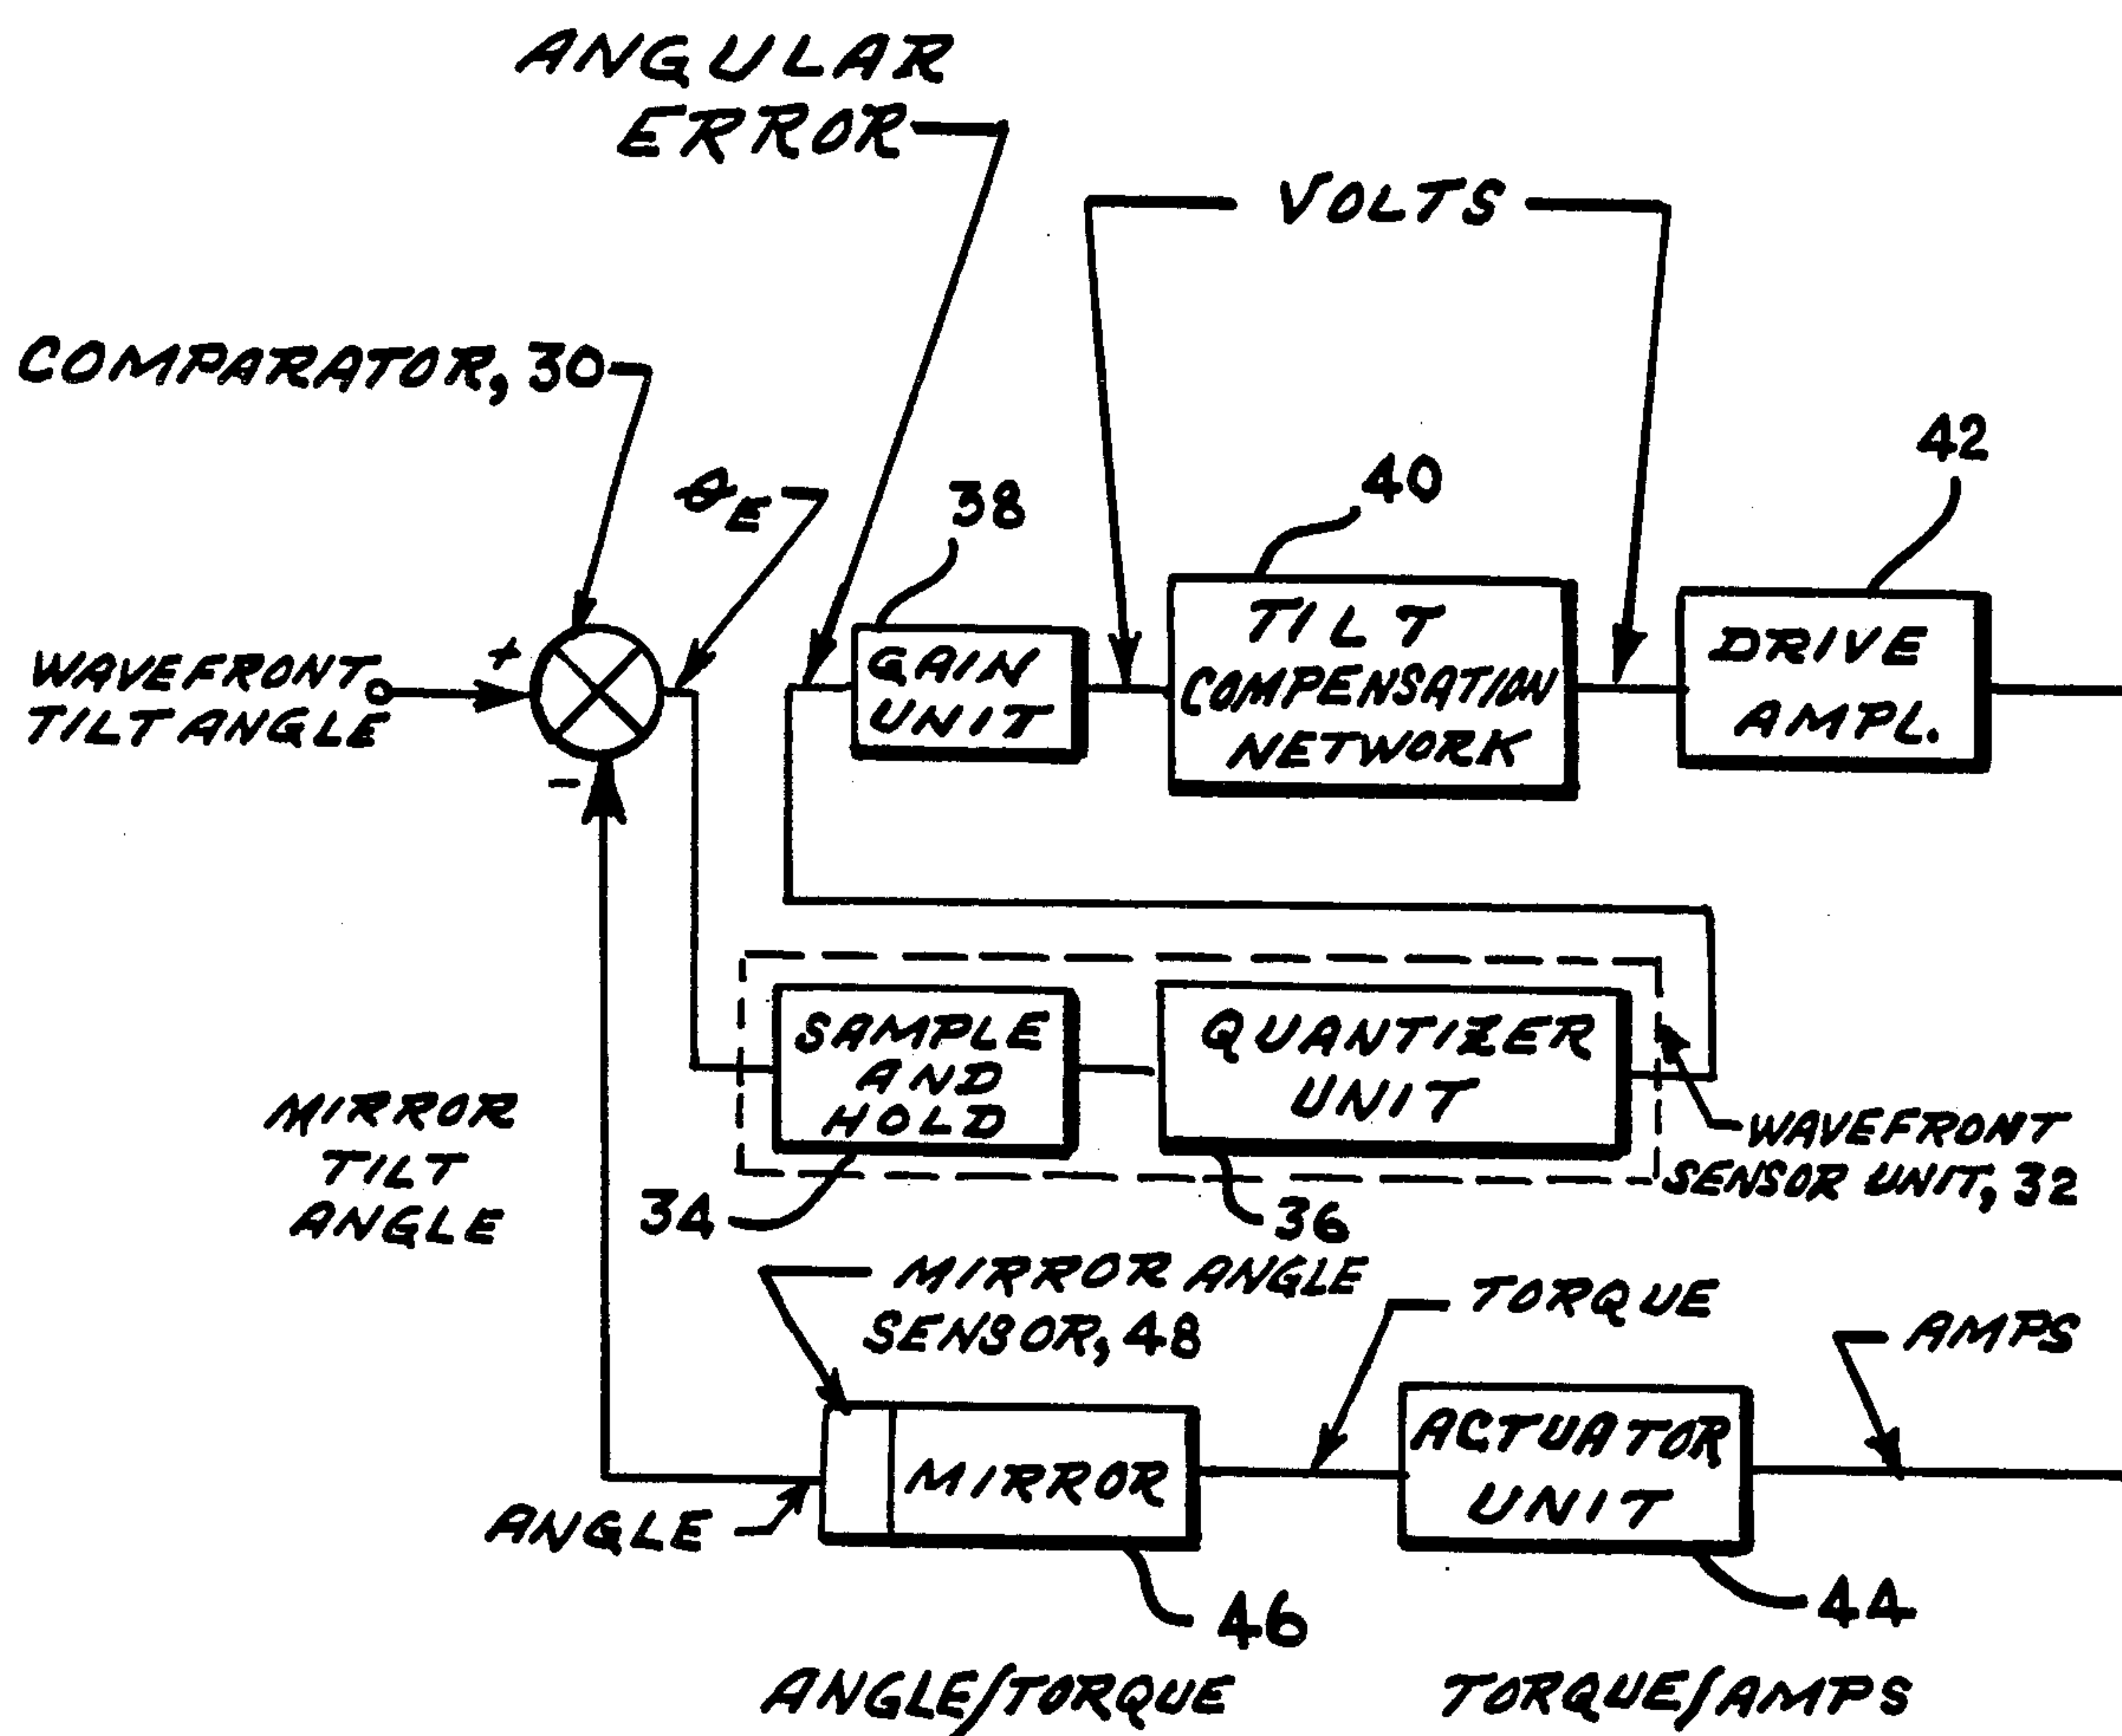 ANGULAR
ERROR
VOLTS
COMPARATOR, 30
θE
38
40
42
WAVEFRONT
TILT ANGLE
+
-
GAIN
UNIT
TILT
COMPENSATION
NETWORK
DRIVE
AMPL.
SAMPLE
AND
HOLD
QUANTIZER
UNIT
WAVEFRONT
SENSOR UNIT, 32
34
36
MIRROR
TILT
ANGLE
MIRROR ANGLE
SENSOR, 48
TORQUE
AMPS
MIRROR
ACTUATOR
UNIT
ANGLE
46
44
ANGLE/TORQUE
TORQUE/AMPS